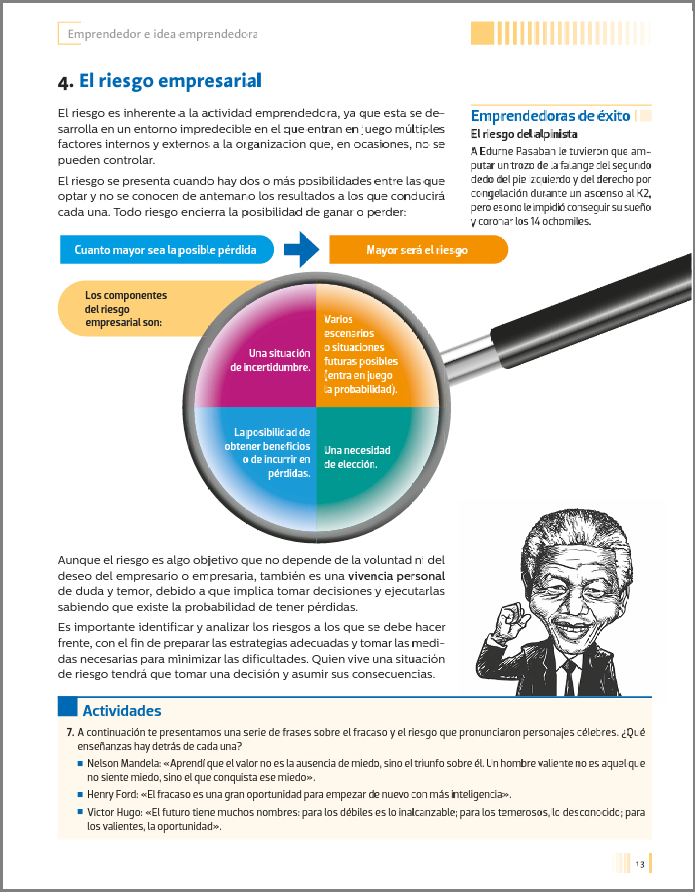 Emprendedor e idea emprendedora
4. El riesgo empresarial
El riesgo es inherente a la actividad emprendedora, ya que esta se de-
sarrolla en un entorno impredecible en el que entran en juego múltiples
factores internos y externos a la organización que, en ocasiones, no se
pueden controlar.
El riesgo se presenta cuando hay dos o más posibilidades entre las que
optar y no se conocen de antemano los resultados a los que conducirá
cada una. Todo riesgo encierra la posibilidad de ganar o perder:
Emprendedoras de éxito
El riesgo del alpinista
A Edurne Pasaban le tuvieron que am-
putar un trozo de la falange del segundo
dedo del pie izquierdo y del derecho por
congelación durante un ascenso al K2,
pero eso no le impidió conseguir su sueño
y coronar los 14 ochomiles.
Cuanto mayor sea la posible pérdida
Mayor será el riesgo
Los componentes
del riesgo
empresarial son:
Una situación
de incertidumbre.
Varios
escenarios
o situaciones
futuras posibles
(entra en juego
la probabilidad).
La posibilidad de
obtener beneficios
o de incurrir en
pérdidas.
Una necesidad
de elección.
Aunque el riesgo es algo objetivo que no depende de la voluntad ni del
deseo del empresario o empresaria, también es una vivencia personal
de duda y temor, debido a que implica tomar decisiones y ejecutarlas
sabiendo que existe la probabilidad de tener pérdidas.
Es importante identificar y analizar los riesgos a los que se debe hacer
frente, con el fin de preparar las estrategias adecuadas y tomar las medi-
das necesarias para minimizar las dificultades. Quien vive una situación
de riesgo tendrá que tomar una decisión y asumir sus consecuencias.
Actividades
7. A continuación te presentamos una serie de frases sobre el fracaso y el riesgo que pronunciaron personajes célebres. ¿Qué
enseñanzas hay detrás de cada una?
■ Nelson Mandela: «Aprendí que el valor no es la ausencia de miedo, sino el triunfo sobre él. Un hombre valiente no es aquel que
no siente miedo, sino el que conquista ese miedo».
■ Henry Ford: «El fracaso es una gran oportunidad para empezar de nuevo con más inteligencia».
■ Victor Hugo: «El futuro tiene muchos nombres: para los débiles es lo inalcanzable; para los temerosos, lo desconocido; para
los valientes, la oportunidad».
13